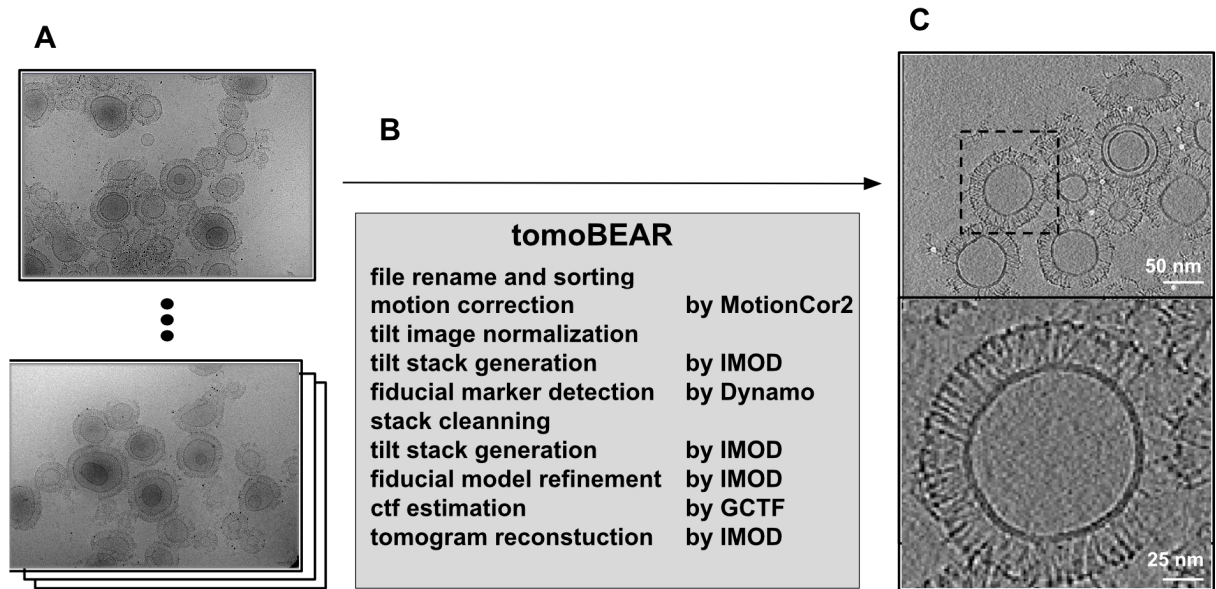 A
B
C
tomoBEAR
file rename and sorting
motion correction by MotionCor2
tilt image normalization
tilt stack generation by IMOD
fiducial marker detection by Dynamo
stack cleanning
tilt stack generation by IMOD
fiducial model refinement by IMOD
ctf estimation by GCTF
tomogram reconstuction by IMOD
50 nm
25 nm